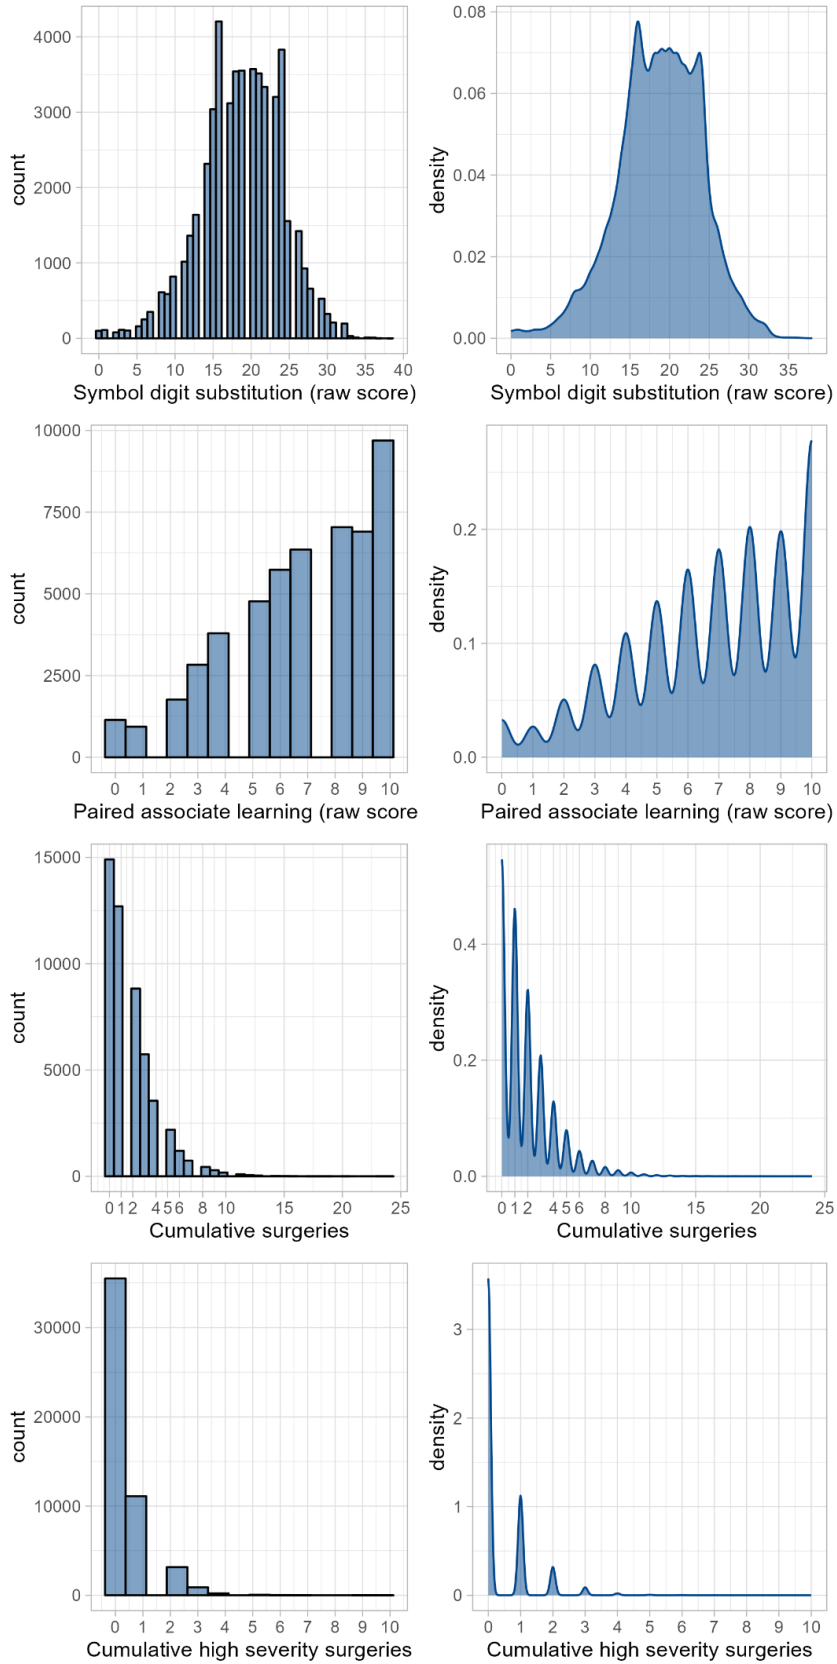 4000
3000
2000
1000
0
count
0 5 10 15 20 25 30 35 40
Symbol digit substitution (raw score)
0.08
0.06
0.04
0.02
0.00
density
0 5 10 15 20 25 30 35
Symbol digit substitution (raw score)
10000
7500
5000
2500
0
count
0 1 2 3 4 5 6 7 8 9 10
Paired associate learning (raw score
0.2
0.1
0.0
density
0 1 2 3 4 5 6 7 8 9 10
Paired associate learning (raw score)
15000
10000
5000
0
count
0 1 2 4 5 6 8 10 15 20 25
Cumulative surgeries
0.4
0.2
0.0
density
0 1 2 4 5 6 8 10 15 20 25
Cumulative surgeries
30000
20000
10000
0
count
0 1 2 3 4 5 6 7 8 9 10
Cumulative high severity surgeries
3
2
1
0
density
0 1 2 3 4 5 6 7 8 9 10
Cumulative high severity surgeries